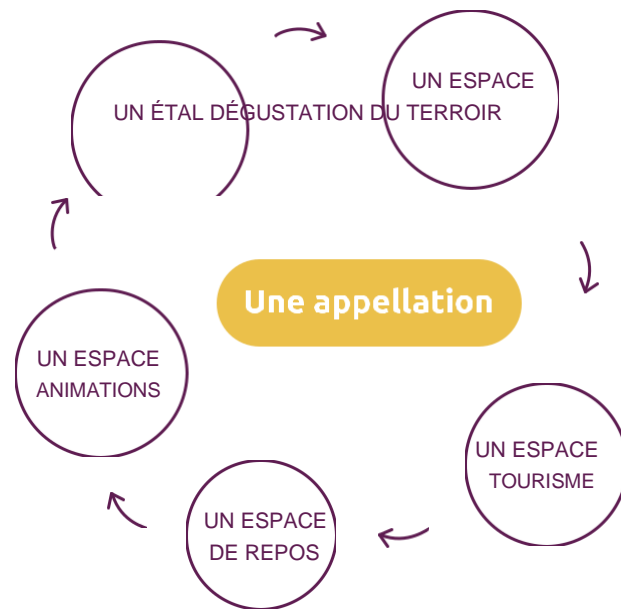 UN ESPACE
UN ÉTAL DÉGUSTATION DU TERROIR
Une appellation
UN ESPACE
ANIMATIONS
UN ESPACE
TOURISME
UN ESPACE
DE REPOS